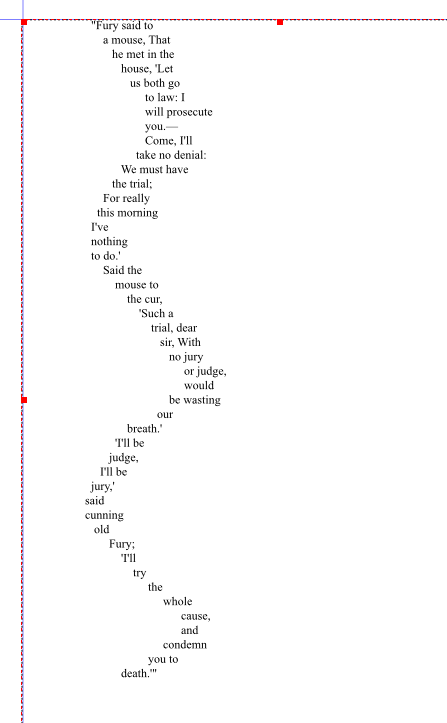 "Fury said to
a mouse, That
he met in the
house, 'Let
us both go
to law: I
will prosecute
you.—
Come, I'll
take no denial:
We must have
the trial;
For really
this morning
I've
nothing
to do.'
Said the
mouse to
the cur,
'Such a
trial, dear
sir, With
no jury
or judge,
would
be wasting
our
breath.'
'I'll be
judge,
I'll be
jury,'
said
cunning
old
Fury;
'I'll
try
the
whole
cause,
and
condemn
you to
death.'"